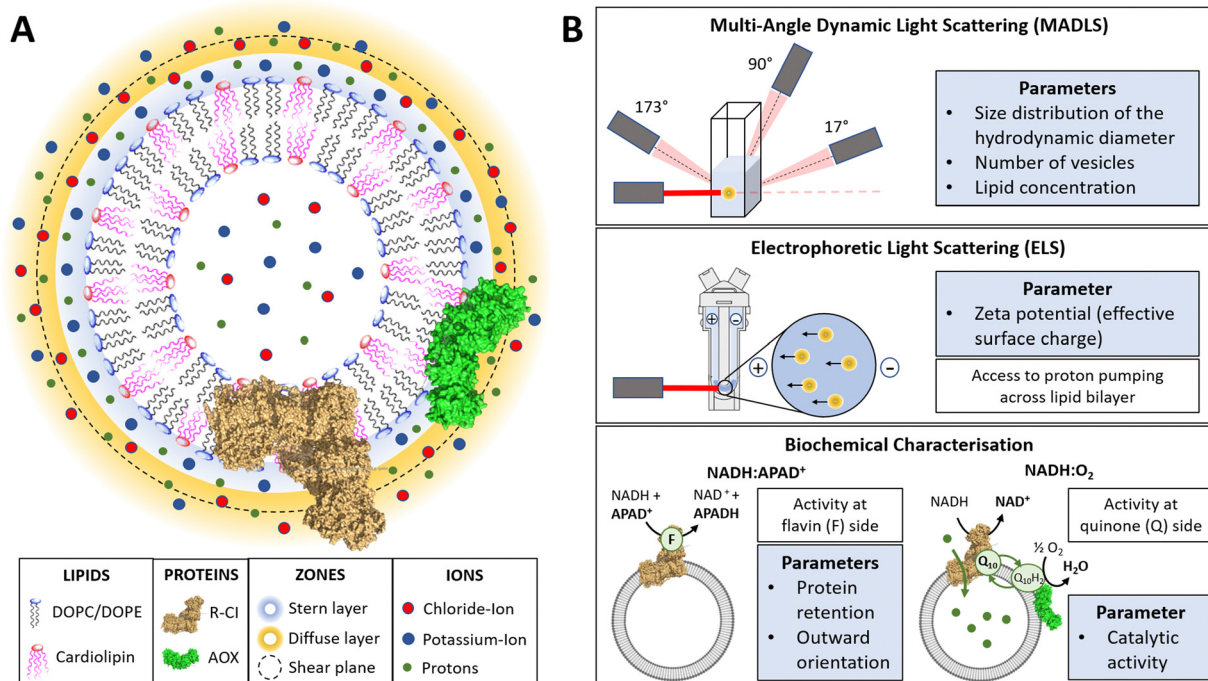 A
LIPIDS
DOPC/DOPE
Cardiolipin
PROTEINS
R-CI
AOX
ZONES
Stern layer
Diffuse layer
Shear plane
IONS
Chloride-Ion
Potassium-Ion
Protons
B
Multi-Angle Dynamic Light Scattering (MADLS)
173°
90°
17°
Parameters
• Size distribution of the
hydrodynamic diameter
• Number of vesicles
• Lipid concentration
Electrophoretic Light Scattering (ELS)
+
-
+
-
Parameter
• Zeta potential (effective
surface charge)
Access to proton pumping
across lipid bilayer
Biochemical Characterisation
NADH:APAD⁺
NADH +
APAD⁺
NAD⁺ +
APADH
F
Activity at
flavin (F) side
Parameters
• Protein
retention
• Outward
orientation
NADH:O₂
NADH
NAD⁺
Q₁₀
Q₁₀H₂
½ O₂
H₂O
Activity at
quinone (Q) side
Parameter
• Catalytic
activity